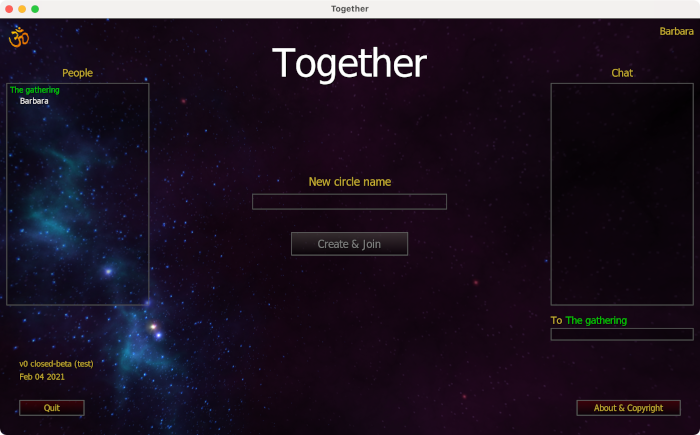 Together
ॐ
Barbara
Together
People
Chat
The gathering
Barbara
New circle name
Create & Join
To The gathering
v0 closed-beta (test)
Feb 04 2021
Quit
About & Copyright